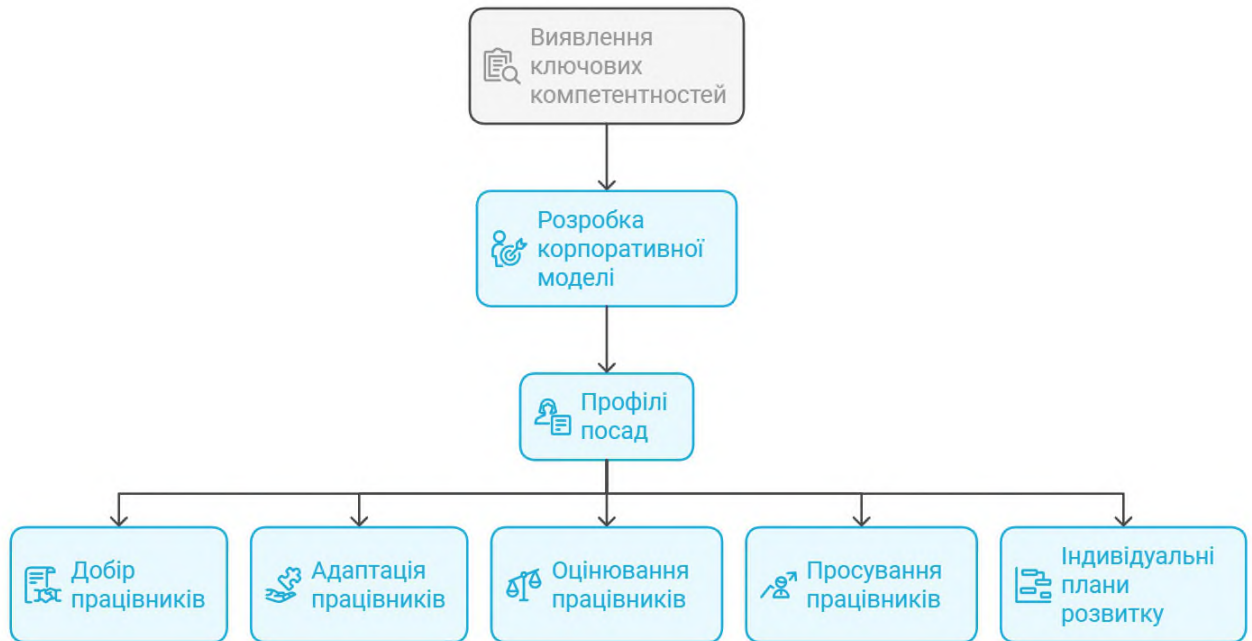 Виявлення
ключових
компетентностей
Розробка
корпоративної
моделі
Профілі
посад
Добір
працівників
Адаптація
працівників
Оцінювання
працівників
Просування
працівників
Індивідуальні
плани
розвитку